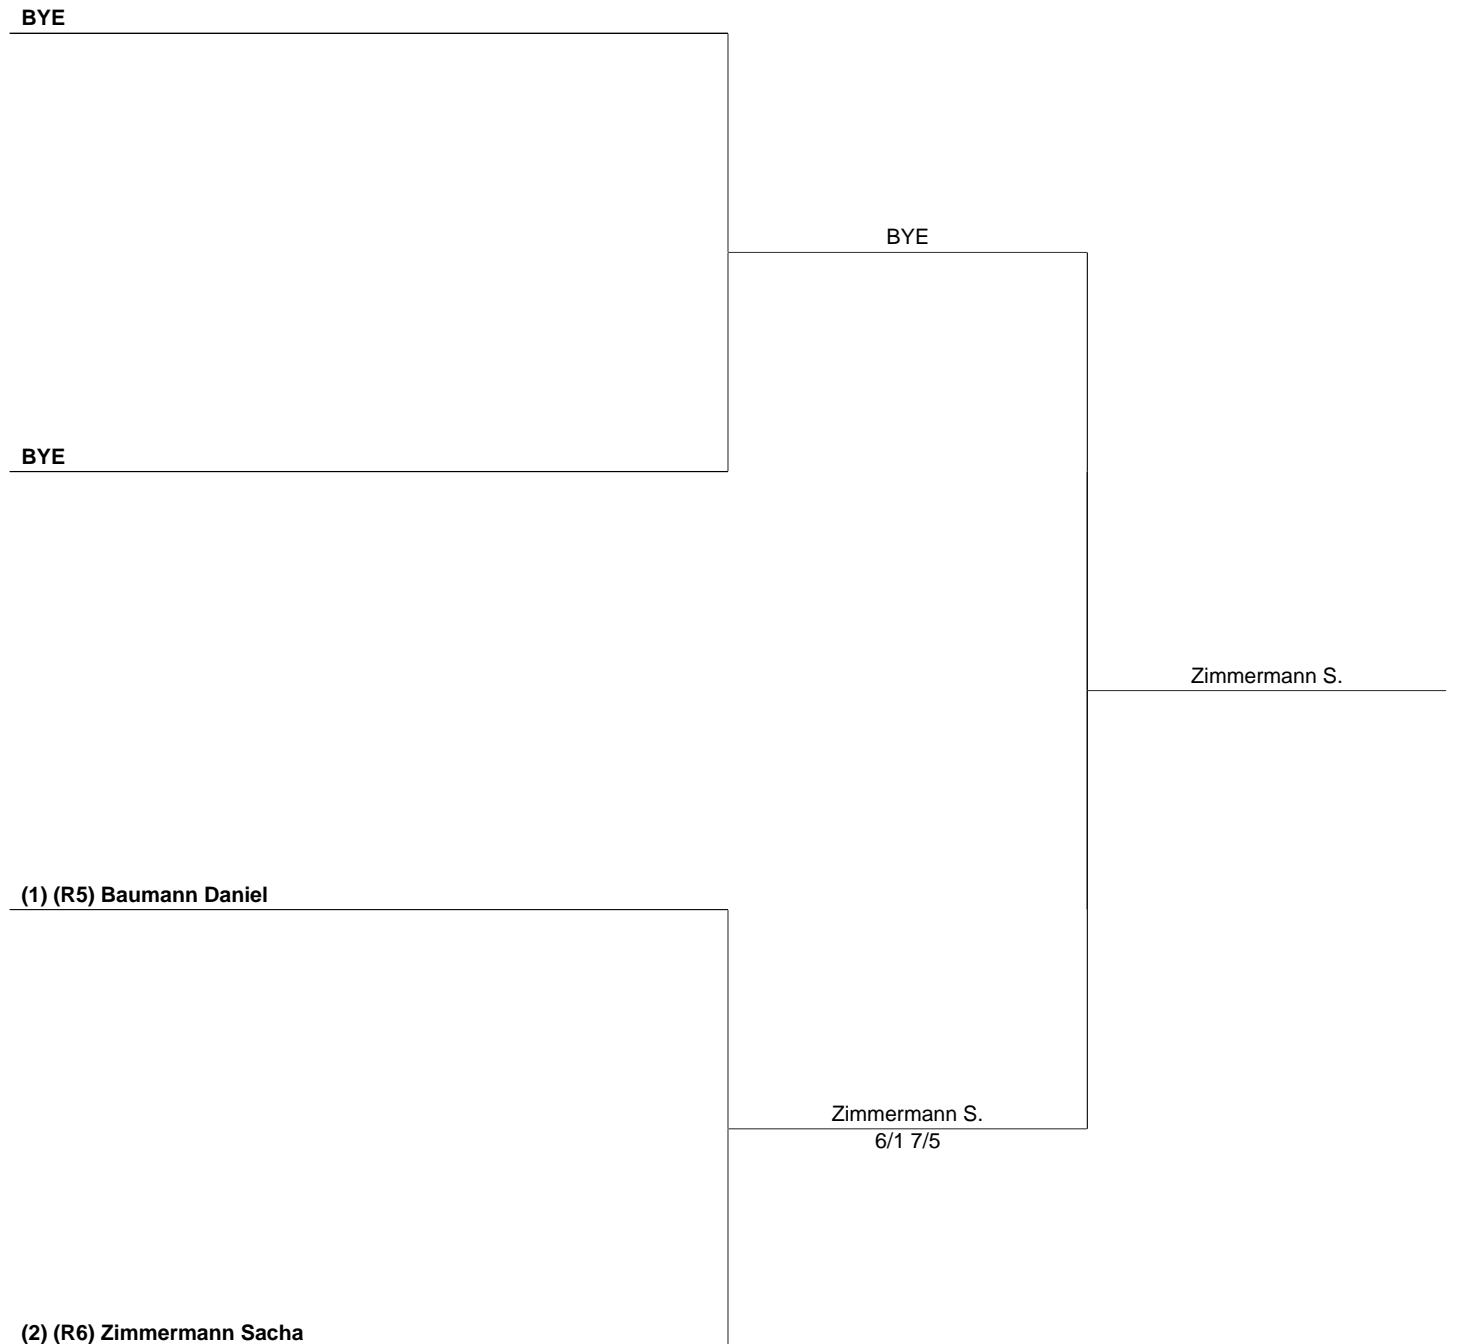 BYE
BYE
BYE
Zimmermann S.
(1) (R5) Baumann Daniel
Zimmermann S.
6/1 7/5
(2) (R6) Zimmermann Sacha